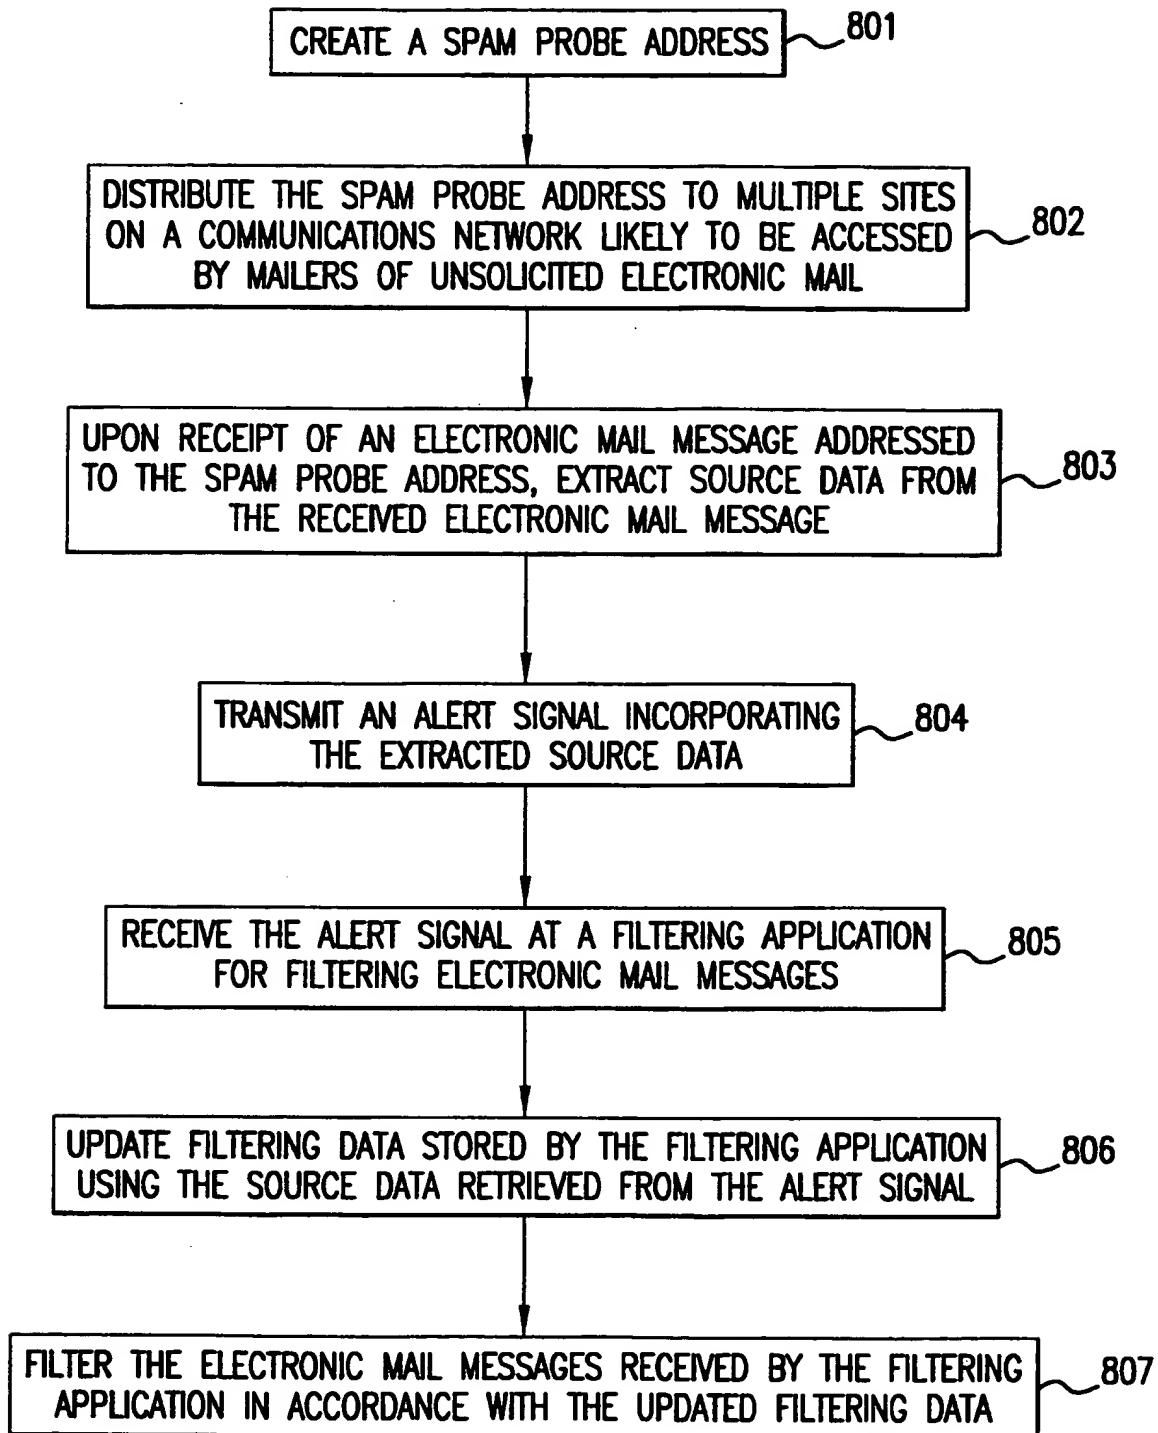 CREATE A SPAM PROBE ADDRESS
801
DISTRIBUTE THE SPAM PROBE ADDRESS TO MULTIPLE SITES
ON A COMMUNICATIONS NETWORK LIKELY TO BE ACCESSED
BY MAILERS OF UNSOLICITED ELECTRONIC MAIL
802
UPON RECEIPT OF AN ELECTRONIC MAIL MESSAGE ADDRESSED
TO THE SPAM PROBE ADDRESS, EXTRACT SOURCE DATA FROM
THE RECEIVED ELECTRONIC MAIL MESSAGE
803
TRANSMIT AN ALERT SIGNAL INCORPORATING
THE EXTRACTED SOURCE DATA
804
RECEIVE THE ALERT SIGNAL AT A FILTERING APPLICATION
FOR FILTERING ELECTRONIC MAIL MESSAGES
805
UPDATE FILTERING DATA STORED BY THE FILTERING APPLICATION
USING THE SOURCE DATA RETRIEVED FROM THE ALERT SIGNAL
806
FILTER THE ELECTRONIC MAIL MESSAGES RECEIVED BY THE FILTERING
APPLICATION IN ACCORDANCE WITH THE UPDATED FILTERING DATA
807